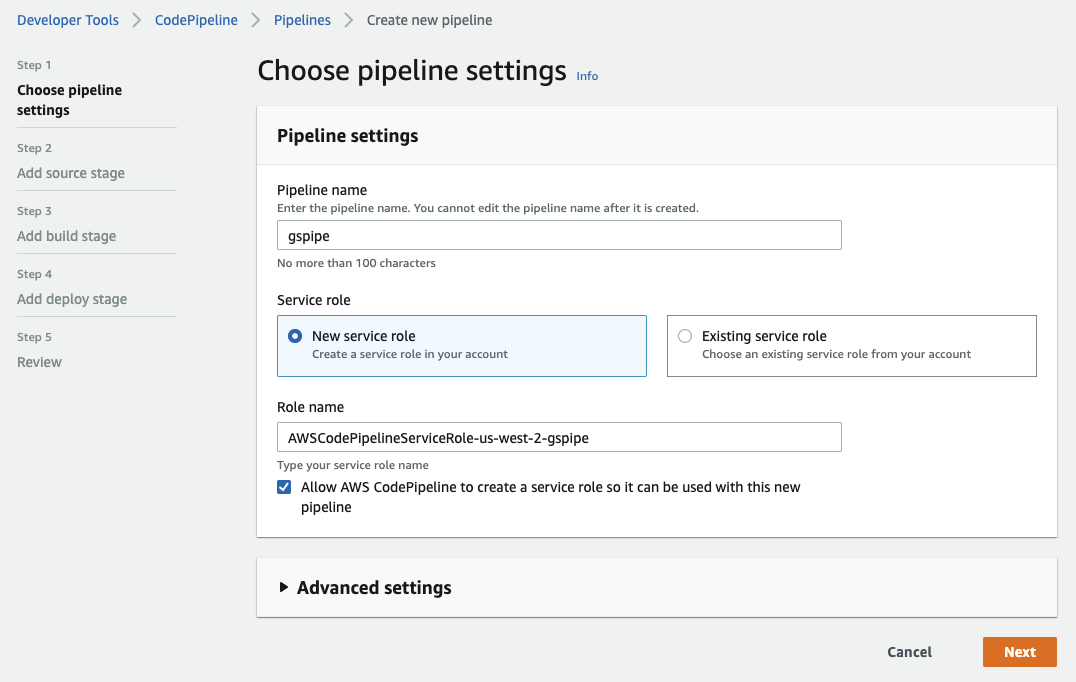 Developer Tools > CodePipeline > Pipelines > Create new pipeline
Step 1
Choose pipeline
settings
Step 2
Add source stage
Step 3
Add build stage
Step 4
Add deploy stage
Step 5
Review
Choose pipeline settings Info
Pipeline settings
Pipeline name
Enter the pipeline name. You cannot edit the pipeline name after it is created.
gspipe
No more than 100 characters
Service role
New service role
Create a service role in your account
Existing service role
Choose an existing service role from your account
Role name
AWSCodePipelineServiceRole-us-west-2-gspipe
Type your service role name
Allow AWS CodePipeline to create a service role so it can be used with this new
pipeline
Advanced settings
Cancel
Next